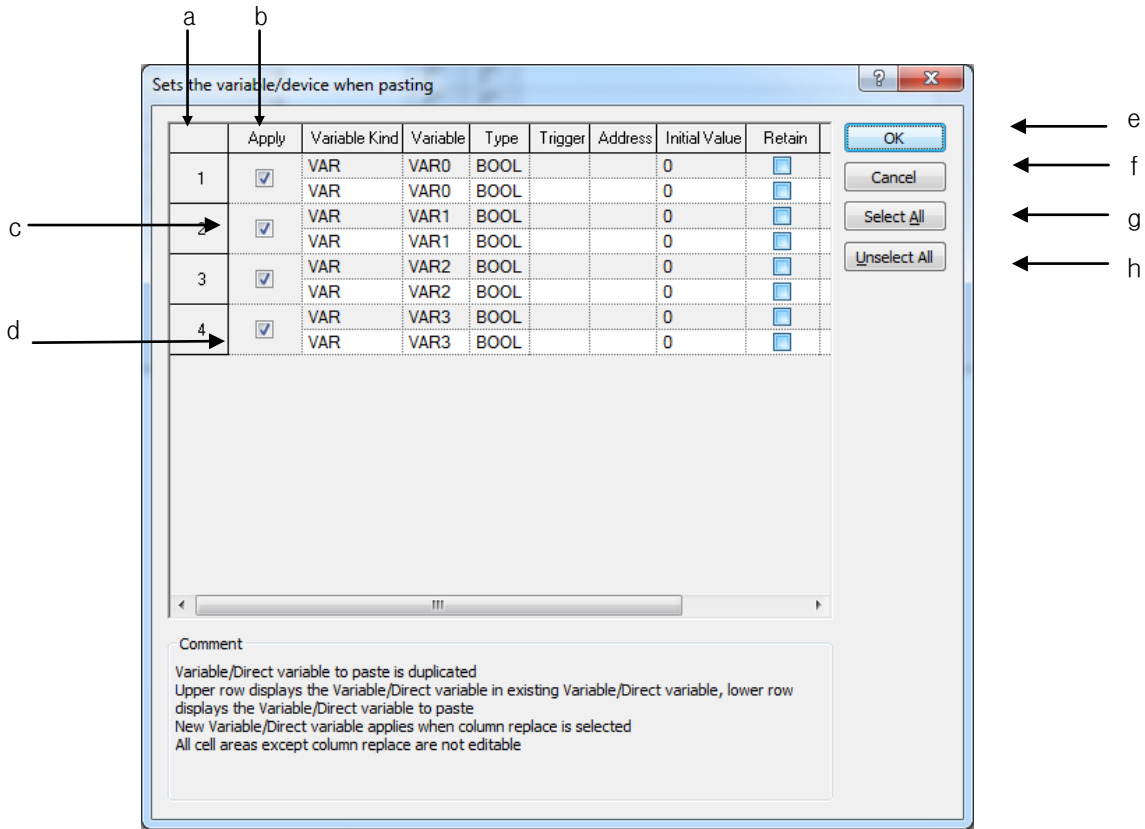 a b
Sets the variable/device when pasting
Apply Variable Kind Variable Type Trigger Address Initial Value Retain
1 VAR VAR0 BOOL 0
VAR VAR0 BOOL 0
2 VAR VAR1 BOOL 0
VAR VAR1 BOOL 0
3 VAR VAR2 BOOL 0
VAR VAR2 BOOL 0
4 VAR VAR3 BOOL 0
VAR VAR3 BOOL 0
c
d
OK e
Cancel f
Select All g
Unselect All h
Comment
Variable/Direct variable to paste is duplicated
Upper row displays the Variable/Direct variable in existing Variable/Direct variable, lower row
displays the Variable/Direct variable to paste
New Variable/Direct variable applies when column replace is selected
All cell areas except column replace are not editable